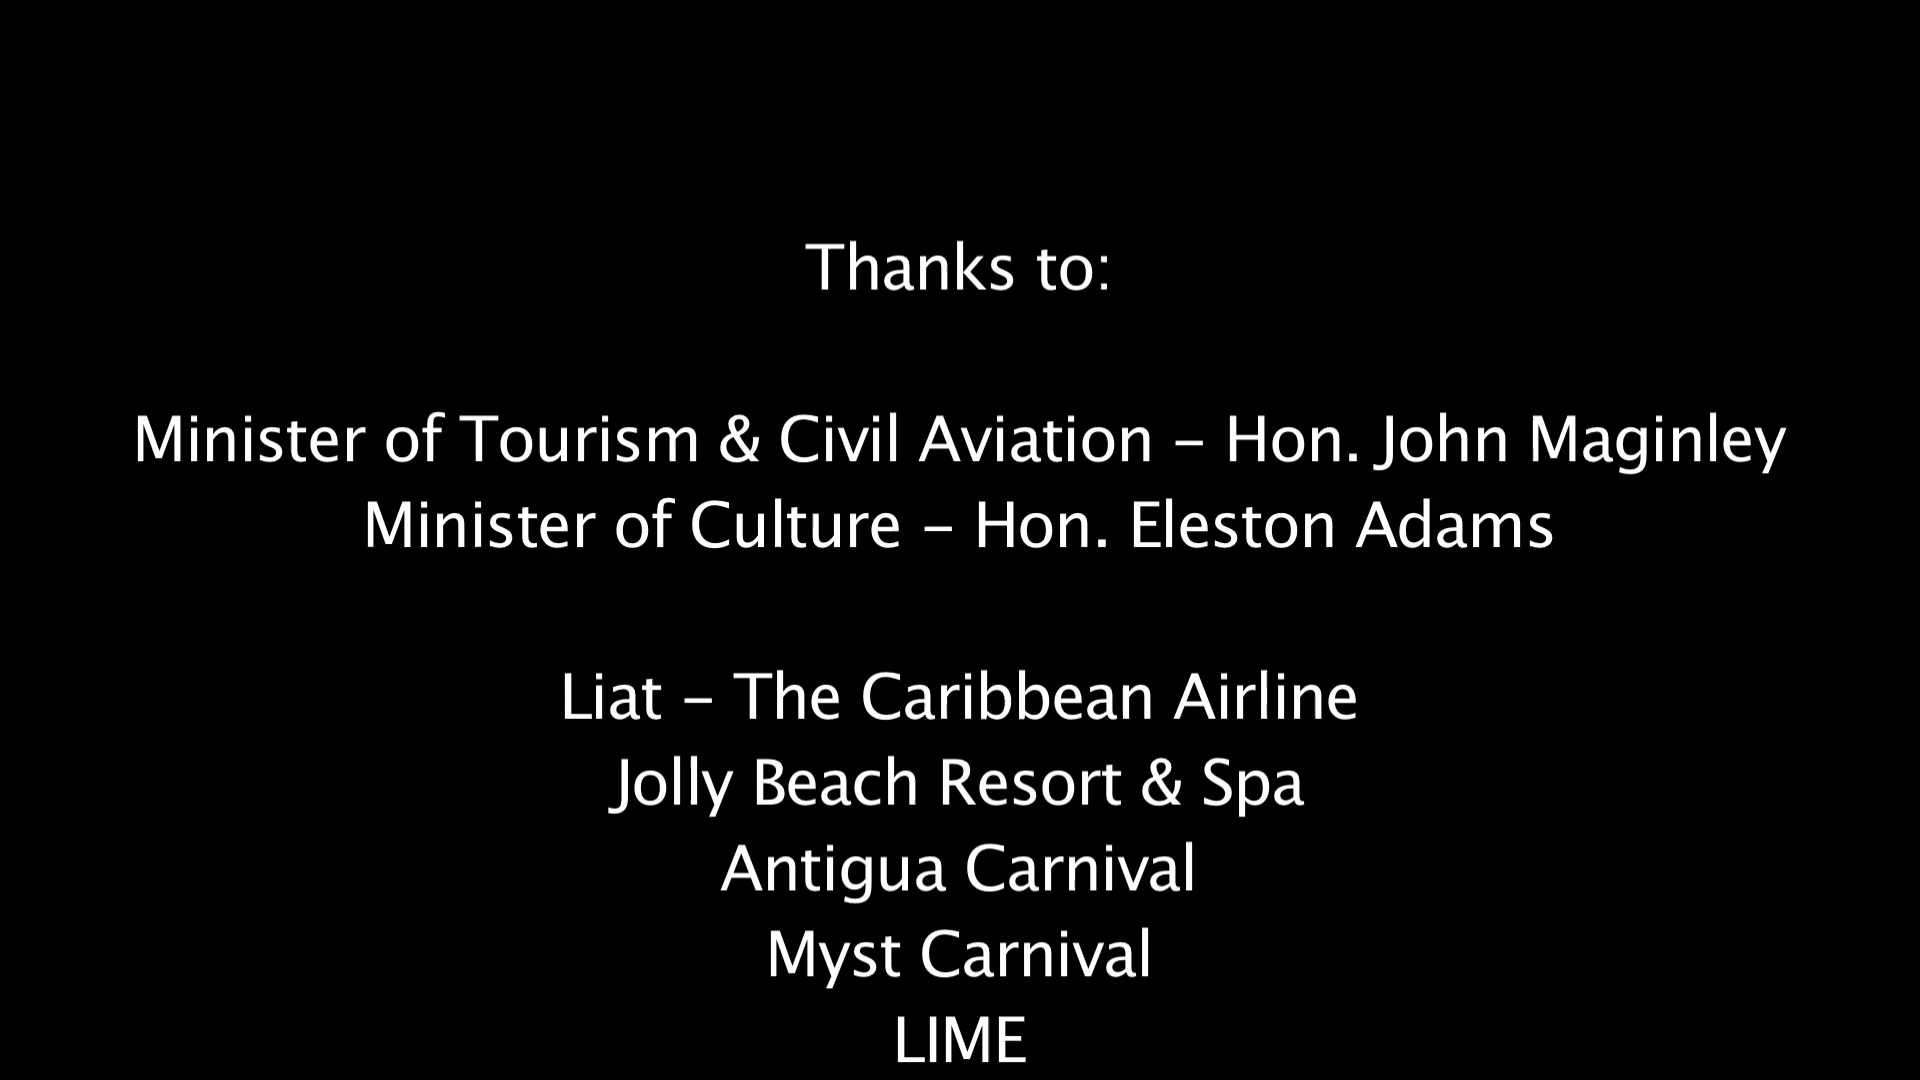 Thanks to:
Minister of Tourism & Civil Aviation – Hon. John Maginley
Minister of Culture – Hon. Eleston Adams
Liat – The Caribbean Airline
Jolly Beach Resort & Spa
Antigua Carnival
Myst Carnival
LIME